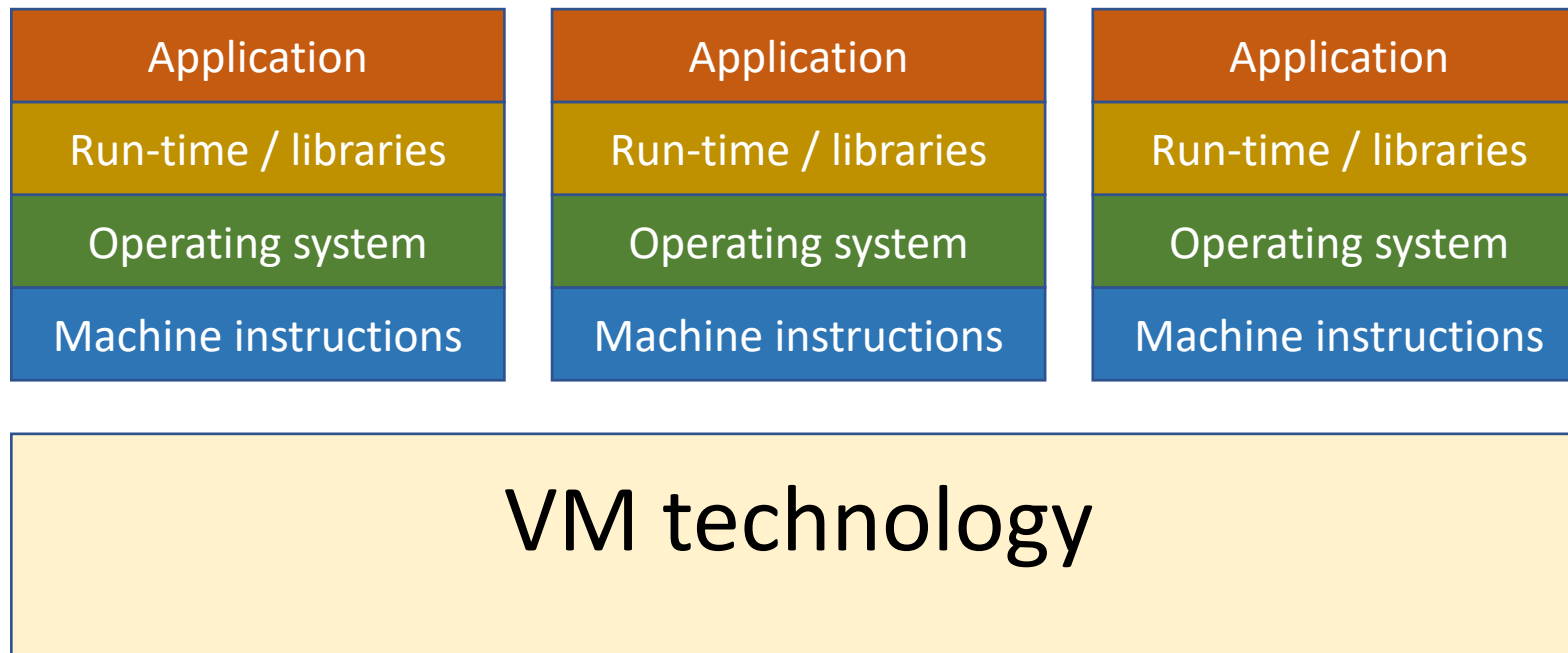 Application
Run-time / libraries
Operating system
Machine instructions
Application
Run-time / libraries
Operating system
Machine instructions
Application
Run-time / libraries
Operating system
Machine instructions
VM technology